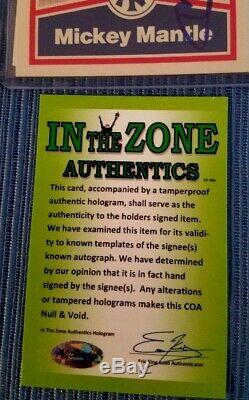 Mickey Mantle
IN THE ZONE
AUTHENTICS
This card, accompanied by a tamperproof
authentic hologram, shall serve as the
authenticity to the holders signed item.
We have examined this item for its validi-
ty to known templates of the signee(s)
known autograph. We have determined
by our opinion that it is in fact hand
signed by the signee(s). Any alterations
or tampered holograms makes this COA
Null & Void.
In The Zone Authentics Hologram
Lead Authenticator